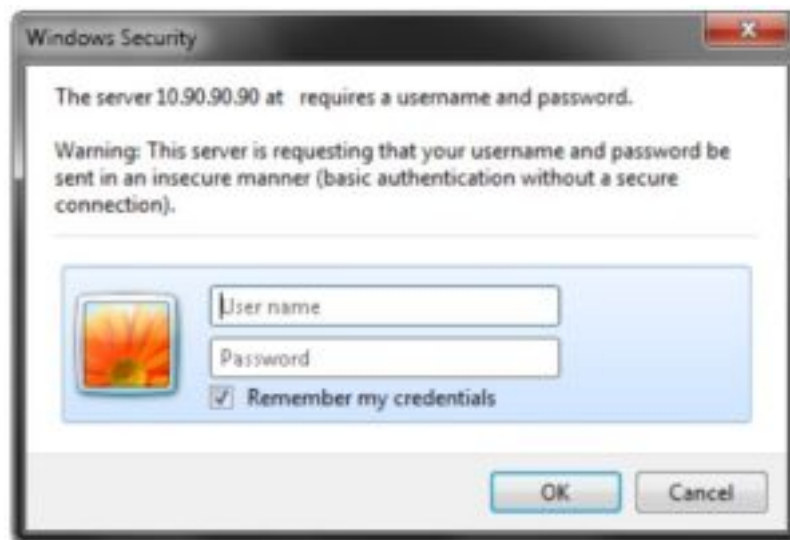 Windows Security
The server 10.90.90.90 at   requires a username and password.
Warning: This server is requesting that your username and password be
sent in an insecure manner (basic authentication without a secure
connection).
User name
Password
Remember my credentials
OK Cancel